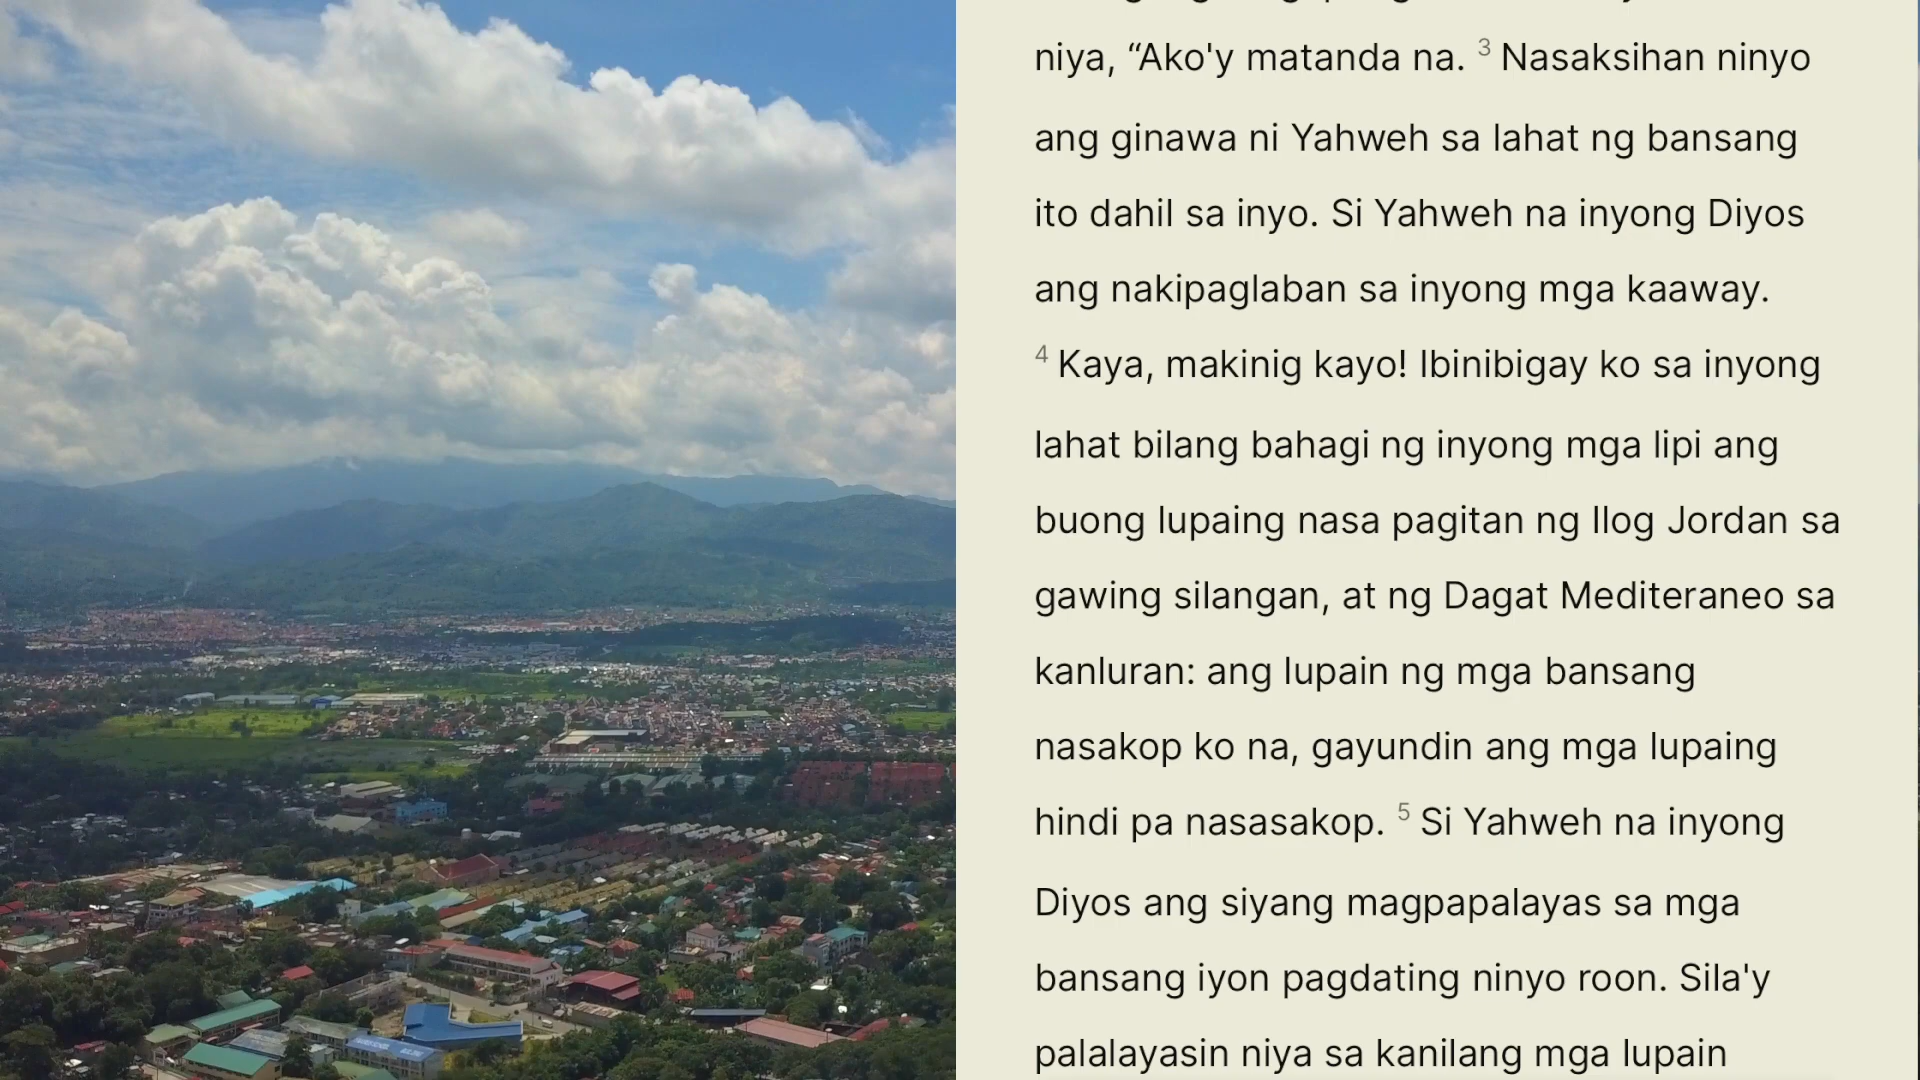 niya, “Ako'y matanda na. 3 Nasaksihan ninyo
ang ginawa ni Yahweh sa lahat ng bansang
ito dahil sa inyo. Si Yahweh na inyong Diyos
ang nakipaglaban sa inyong mga kaaway.
4 Kaya, makinig kayo! Ibinibigay ko sa inyong
lahat bilang bahagi ng inyong mga lipi ang
buong lupaing nasa pagitan ng Ilog Jordan sa
gawing silangan, at ng Dagat Mediteraneo sa
kanluran: ang lupain ng mga bansang
nasakop ko na, gayundin ang mga lupaing
hindi pa nasasakop. 5 Si Yahweh na inyong
Diyos ang siyang magpapalayas sa mga
bansang iyon pagdating ninyo roon. Sila'y
palalayasin niya sa kanilang mga lupain